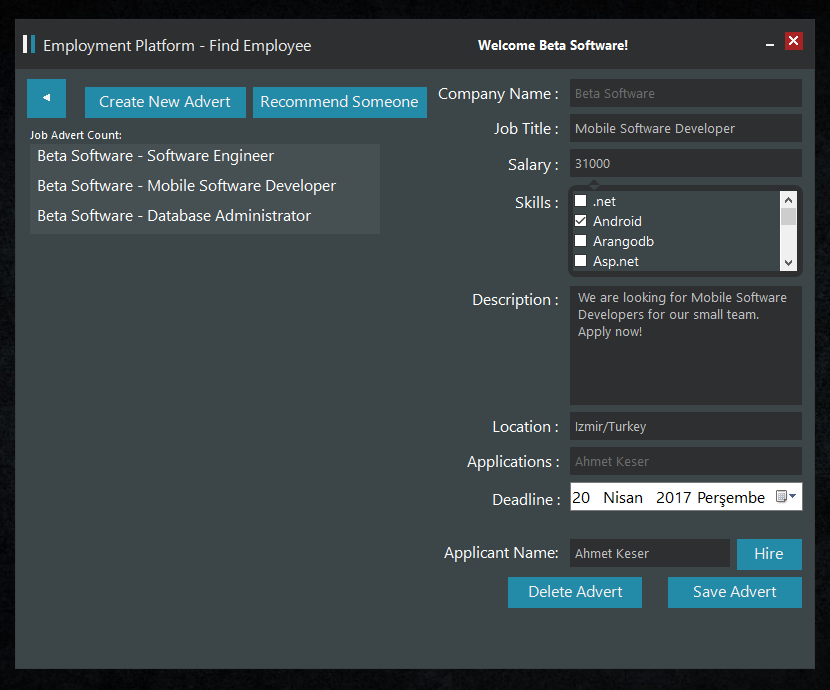 Employment Platform - Find Employee
Welcome Beta Software!
Create New Advert
Recommend Someone
Job Advert Count:
Beta Software - Software Engineer
Beta Software - Mobile Software Developer
Beta Software - Database Administrator
Company Name :
Beta Software
Job Title :
Mobile Software Developer
Salary :
31000
Skills :
.net
Android
Arangodb
Asp.net
Description :
We are looking for Mobile Software
Developers for our small team.
Apply now!
Location :
Izmir/Turkey
Applications :
Ahmet Keser
Deadline :
20 Nisan 2017 Perşembe
Applicant Name:
Ahmet Keser
Hire
Delete Advert
Save Advert